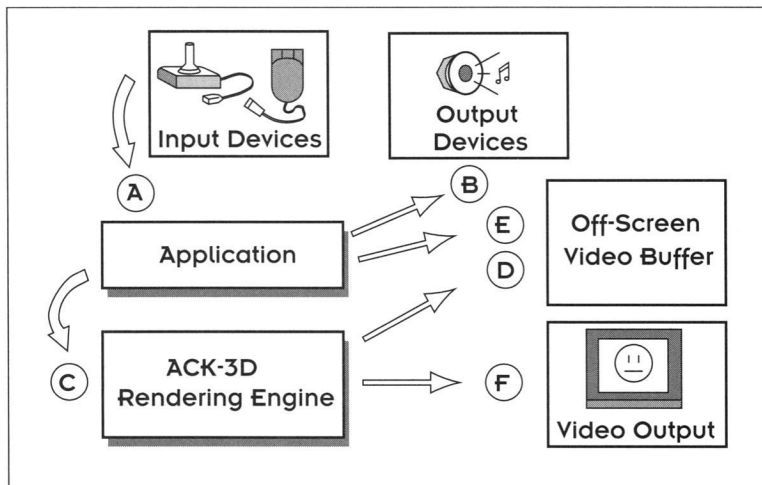 Input Devices
Output
Devices
A
B
Application
E
D
Off-Screen
Video Buffer
C
ACK-3D
Rendering Engine
F
Video Output